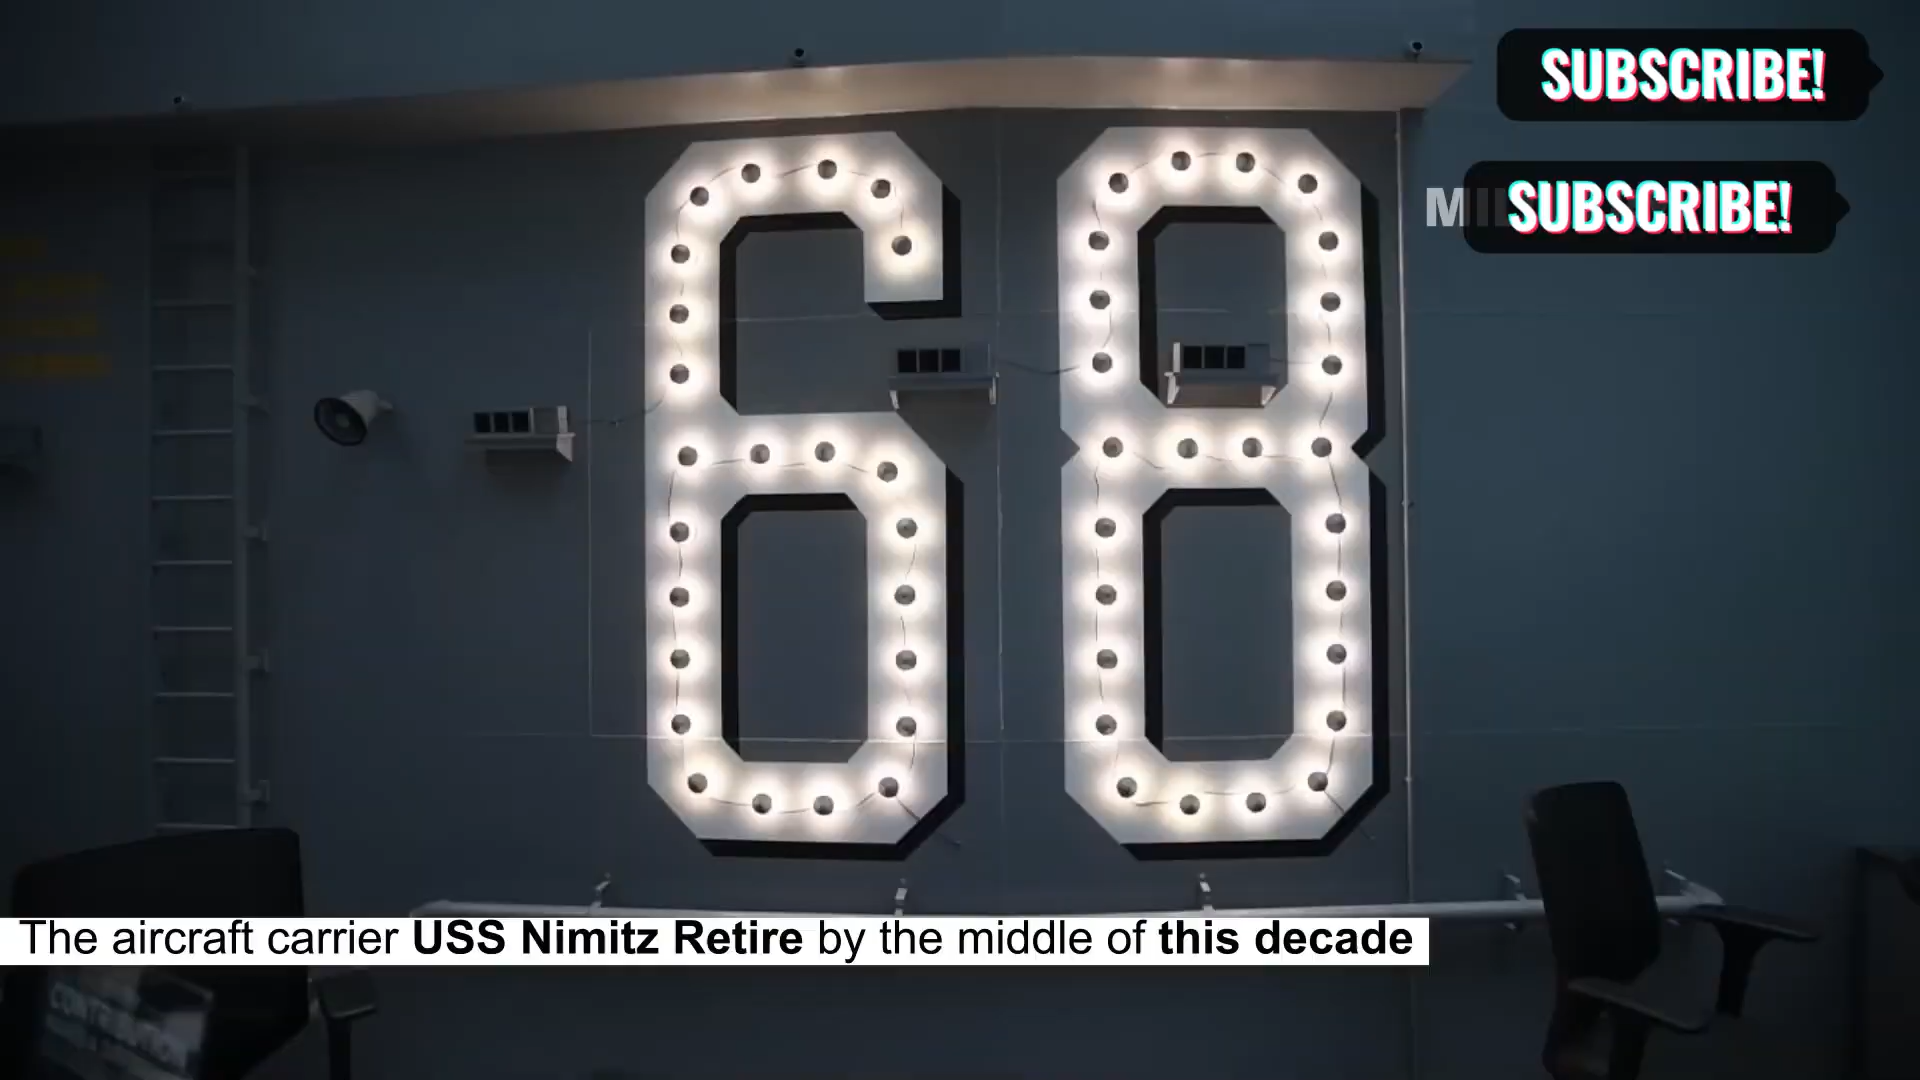 SUBSCRIBE!
68
SUBSCRIBE!
The aircraft carrier USS Nimitz Retire by the middle of this decade